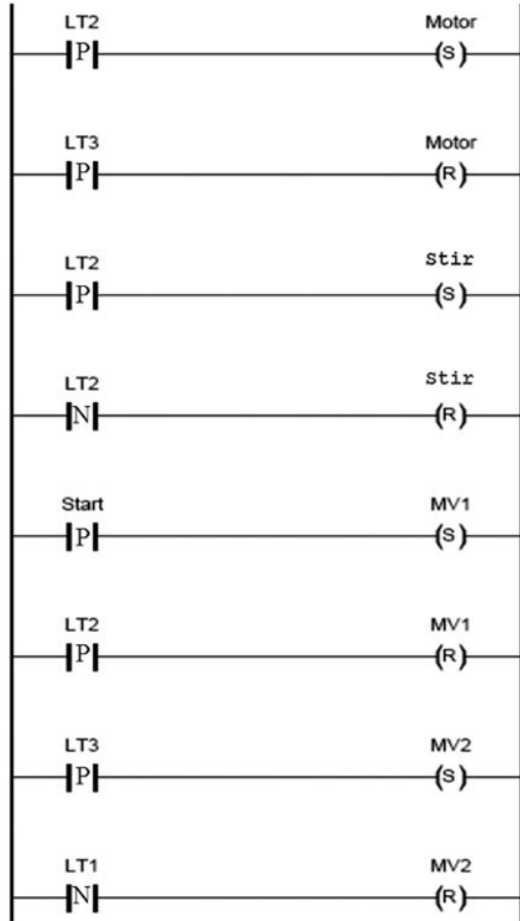 LT2 Motor
P (S)
LT3 Motor
P (R)
LT2 Stir
P (S)
LT2 Stir
N (R)
Start MV1
P (S)
LT2 MV1
P (R)
LT3 MV2
P (S)
LT1 MV2
N (R)